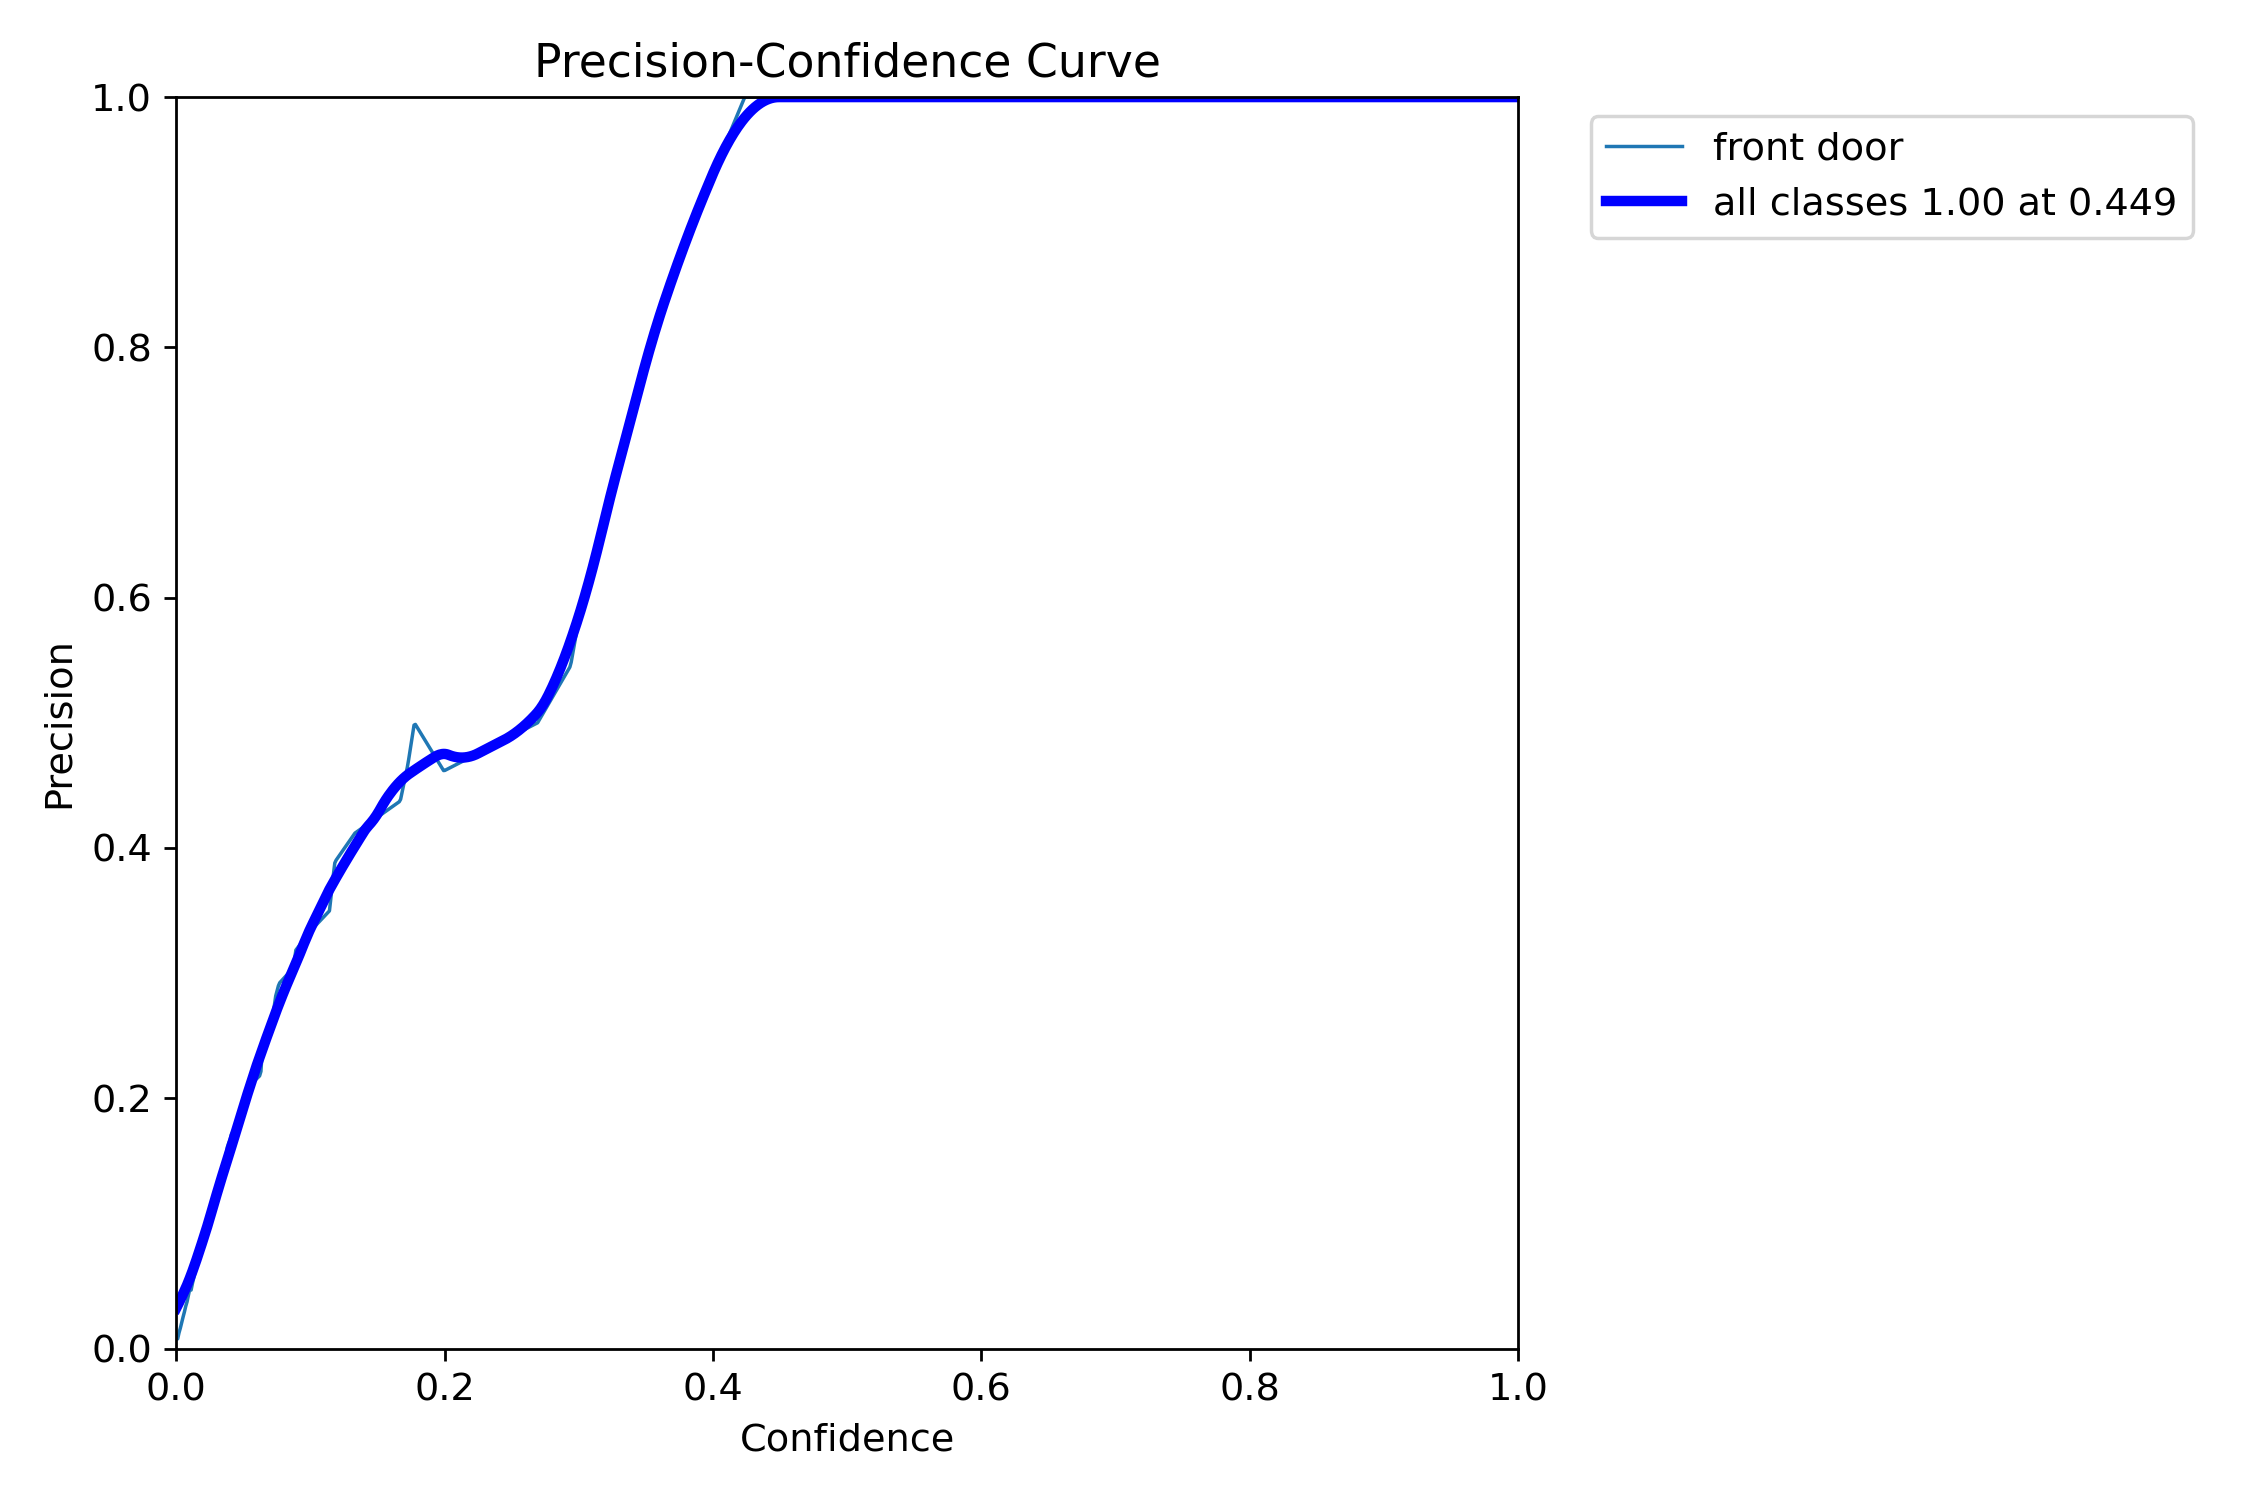 Precision-Confidence Curve
1.0
0.8
0.6
0.4
0.2
0.0
Precision
0.0 0.2 0.4 0.6 0.8 1.0
Confidence
front door
all classes 1.00 at 0.449